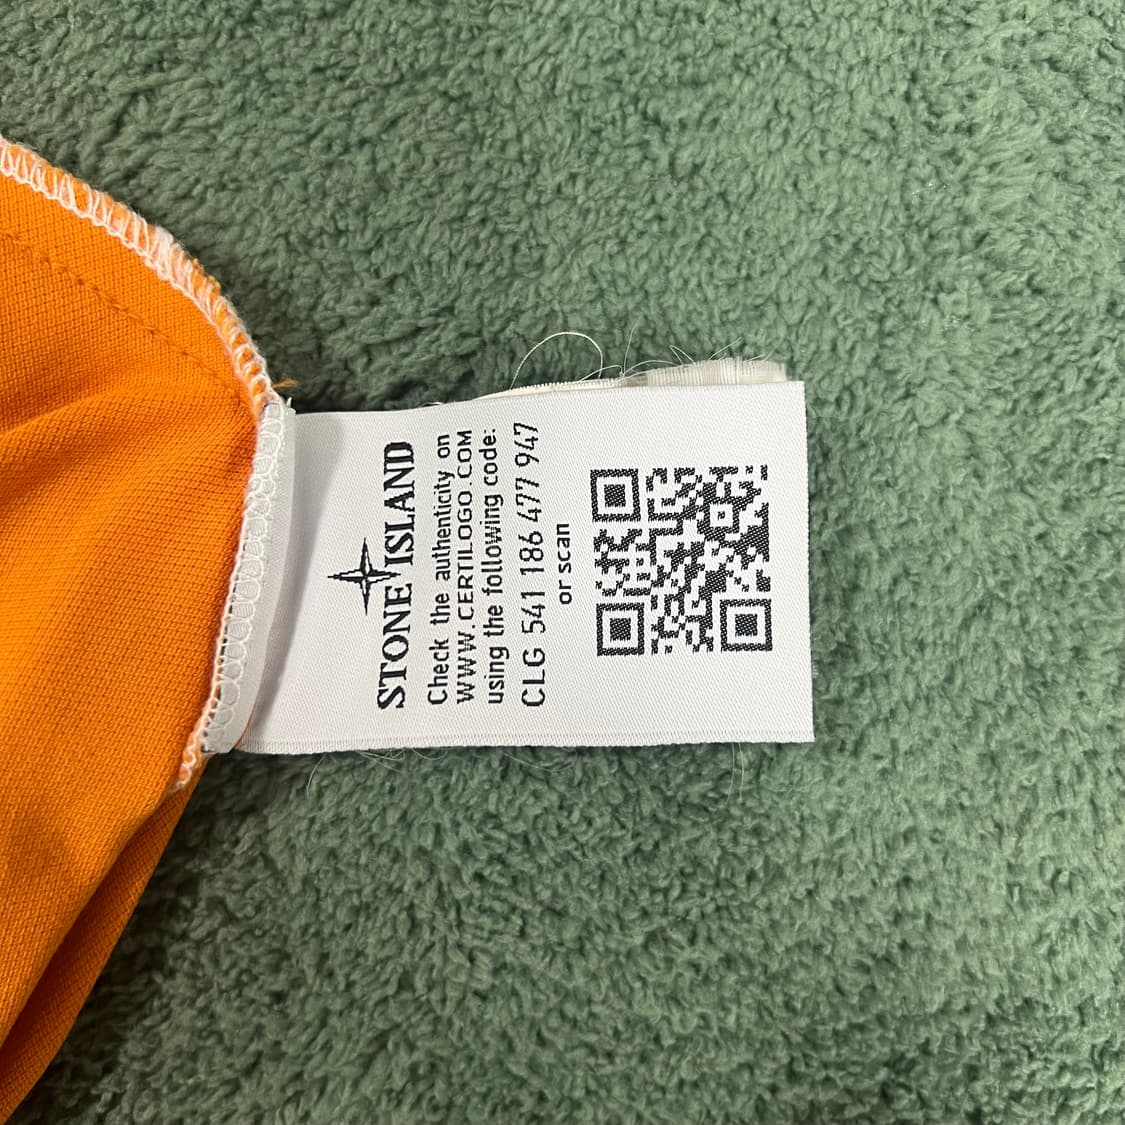 STONE ISLAND
Check the authenticity on
WWW.CERTILOGO.COM
using the following code:
CLG 541 186 477 947
or scan